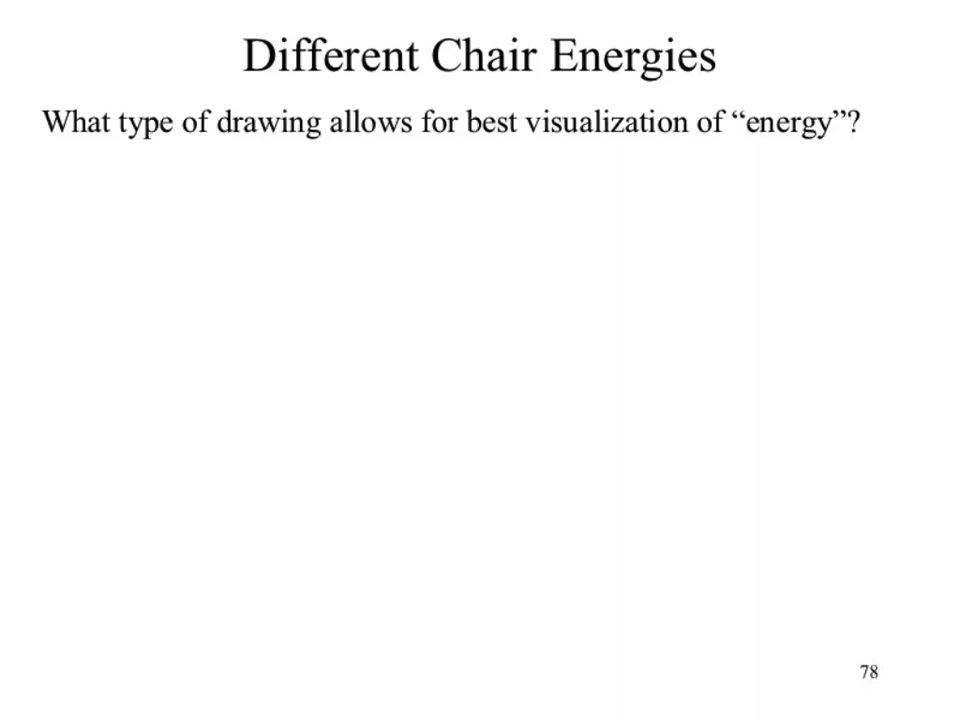 Different Chair Energies
What type of drawing allows for best visualization of “energy”?
78